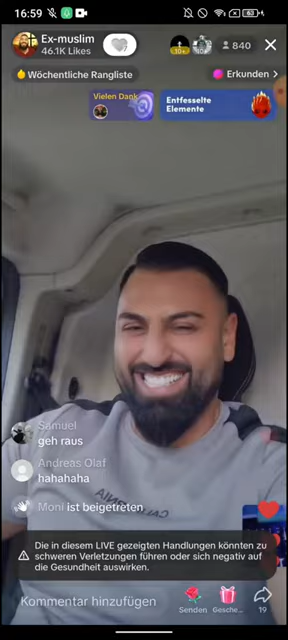 16:59
Ex-muslim
46.1K Likes
10+
840
Wöchentliche Rangliste
Erkunden
Vielen Dank
Entfesselte
Elemente
Samuel
geh raus
Andreas Olaf
hahahaha
Moni ist beigetreten
Die in diesem LIVE gezeigten Handlungen könnten zu
schweren Verletzungen führen oder sich negativ auf
die Gesundheit auswirken.
Kommentar hinzufügen
Senden
Gesche...
19